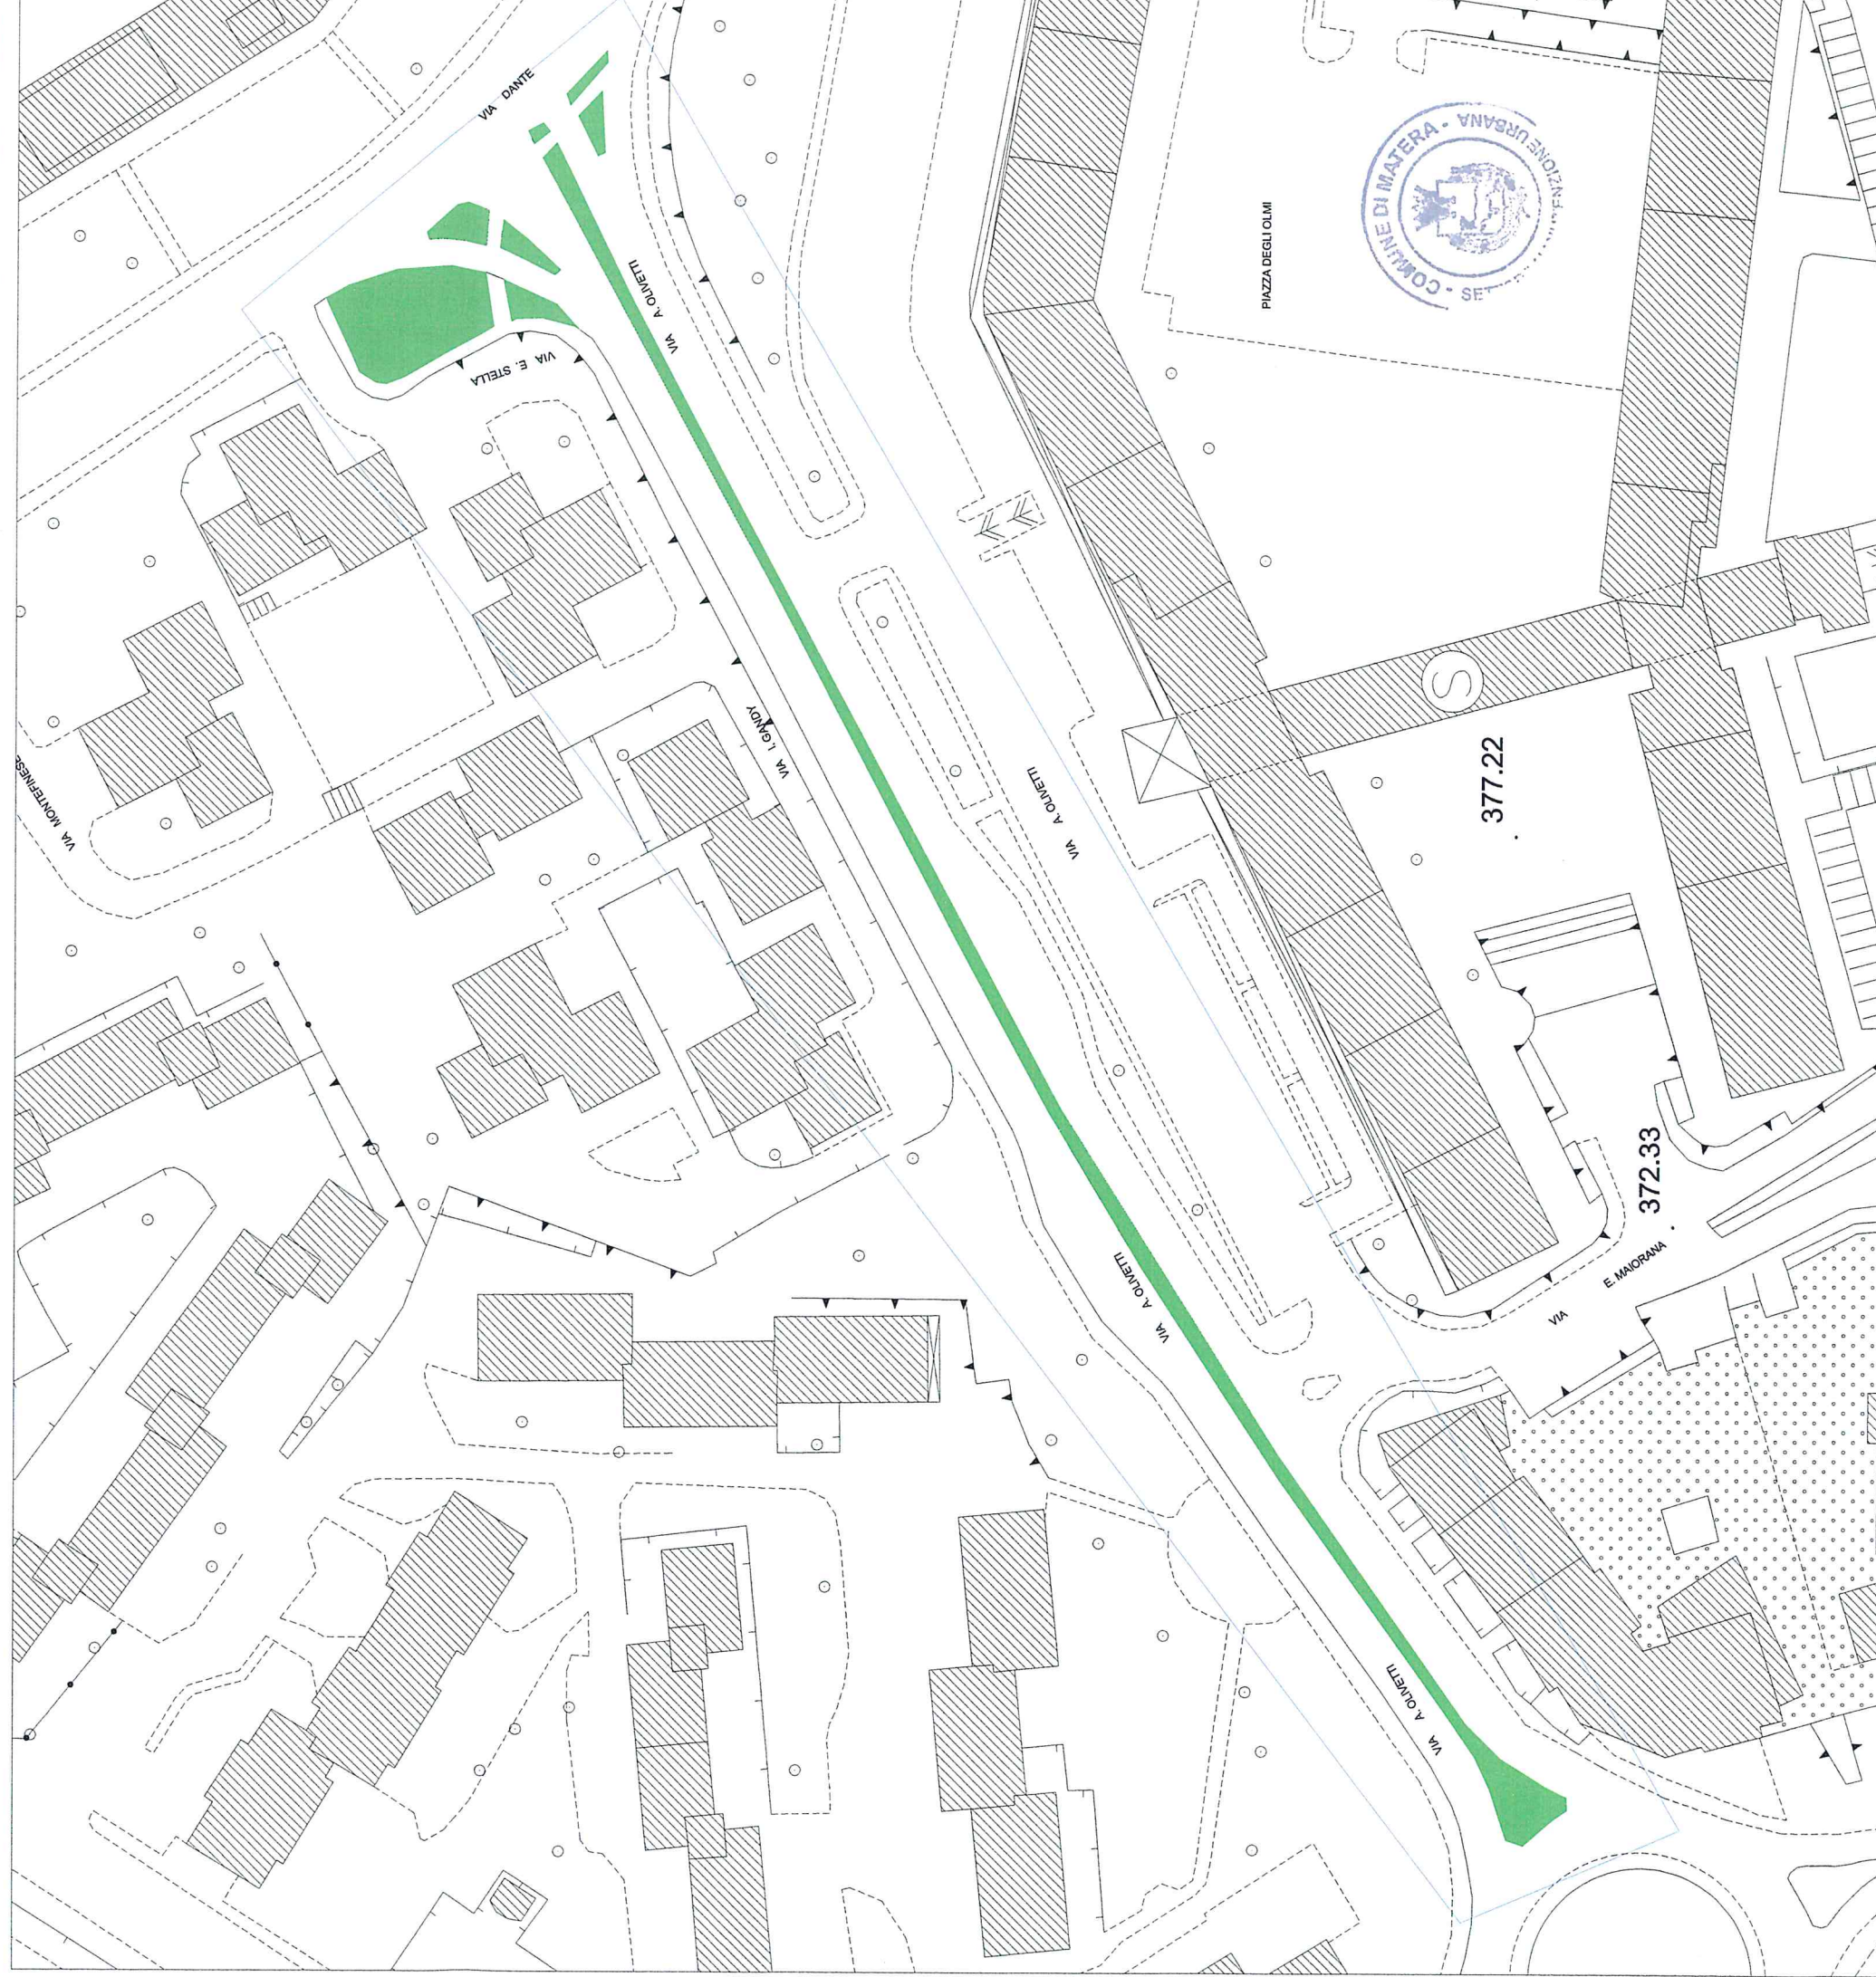 VIA DANTE
COMUNE DI MATERA -
URBANA -
PIAZZA DEGLI OLMI
VIA A. OLIVETTI
VIA E. STELLA
S
VIA I. GANDY
377.22
VIA A. OLIVETTI
VIA MONTEFINESE
372.33
VIA A. OLIVETTI
VIA E. MAIORANA
VIA A. OLIVETTI